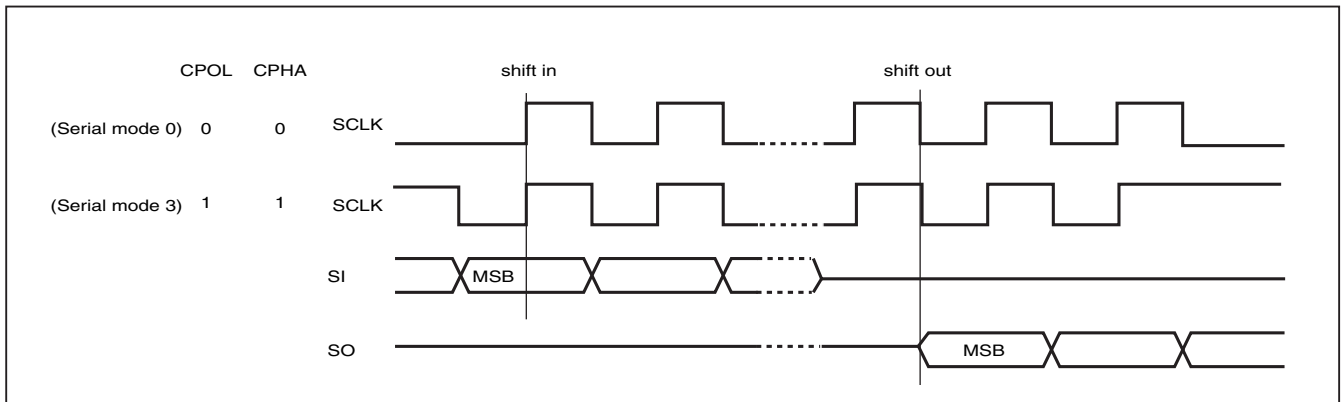 CPOL CPHA shift in shift out
(Serial mode 0) 0 0 SCLK
(Serial mode 3) 1 1 SCLK
SI MSB
SO MSB